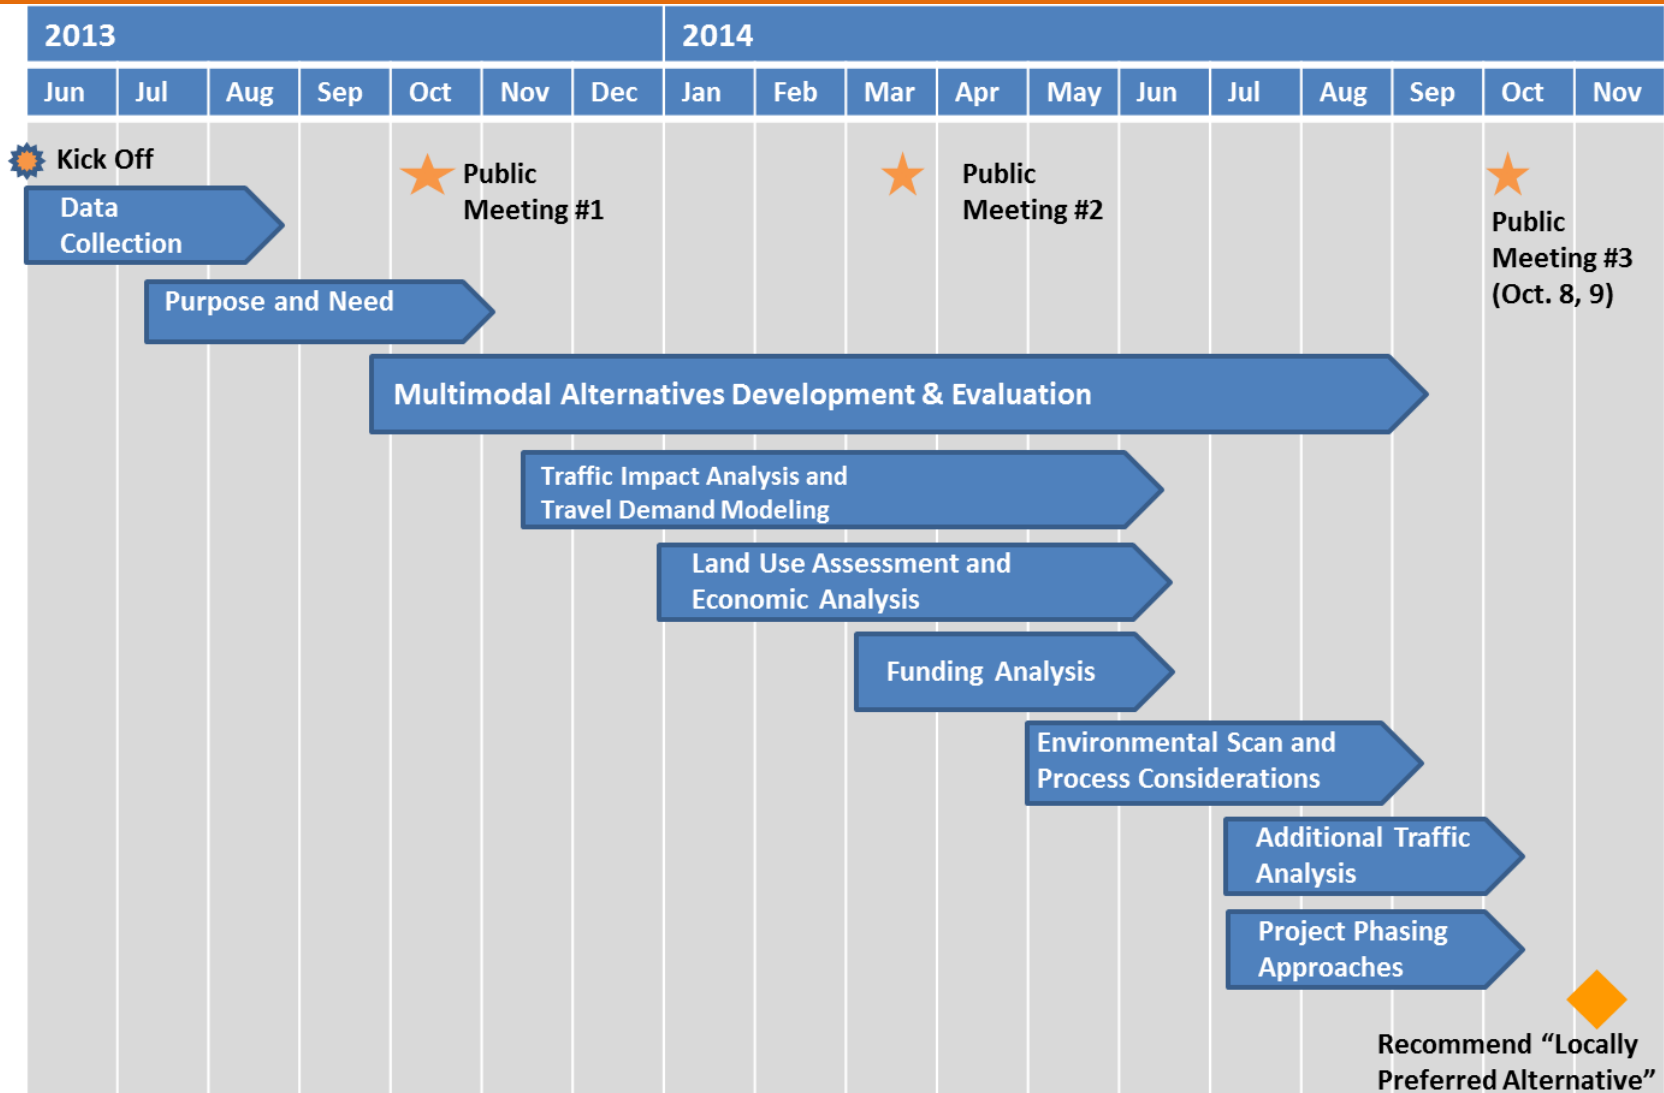 2013 2014
Jun Jul Aug Sep Oct Nov Dec Jan Feb Mar Apr May Jun Jul Aug Sep Oct Nov
Kick Off
Public
Meeting #1
Public
Meeting #2
Public
Meeting #3
(Oct. 8, 9)
Data
Collection
Purpose and Need
Multimodal Alternatives Development & Evaluation
Traffic Impact Analysis and
Travel Demand Modeling
Land Use Assessment and
Economic Analysis
Funding Analysis
Environmental Scan and
Process Considerations
Additional Traffic
Analysis
Project Phasing
Approaches
Recommend “Locally
Preferred Alternative”